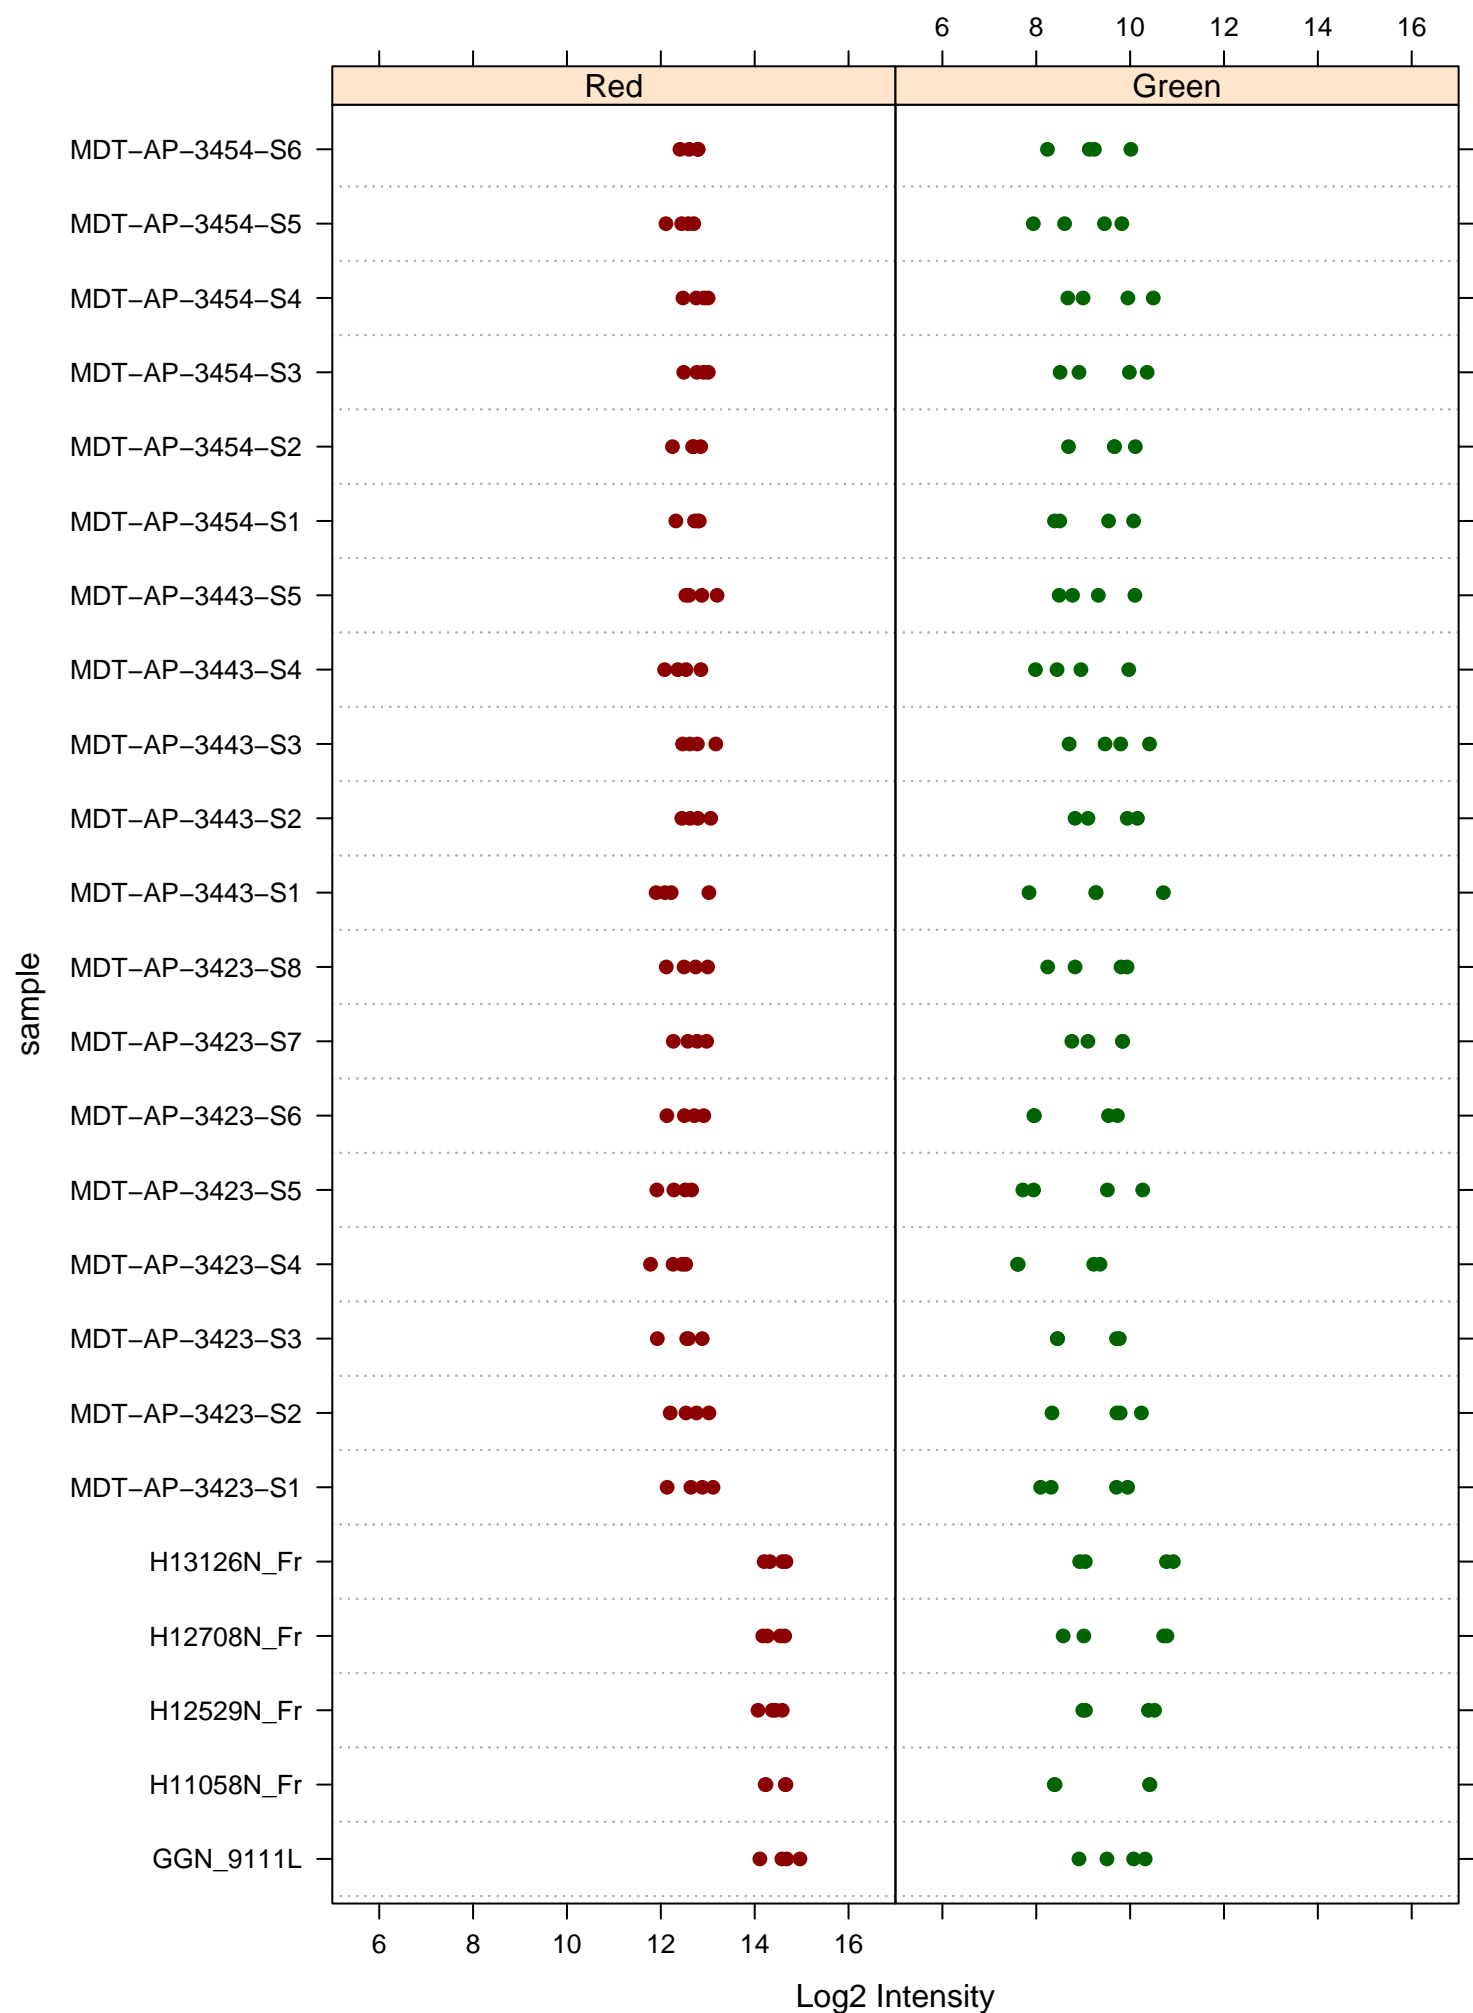 6 8 10 12 14 16
Red Green
MDT−AP−3454−S6
MDT−AP−3454−S5
MDT−AP−3454−S4
MDT−AP−3454−S3
MDT−AP−3454−S2
MDT−AP−3454−S1
MDT−AP−3443−S5
MDT−AP−3443−S4
MDT−AP−3443−S3
MDT−AP−3443−S2
MDT−AP−3443−S1
MDT−AP−3423−S8
MDT−AP−3423−S7
MDT−AP−3423−S6
MDT−AP−3423−S5
MDT−AP−3423−S4
MDT−AP−3423−S3
MDT−AP−3423−S2
MDT−AP−3423−S1
H13126N_Fr
H12708N_Fr
H12529N_Fr
H11058N_Fr
GGN_9111L
sample
6 8 10 12 14 16
Log2 Intensity